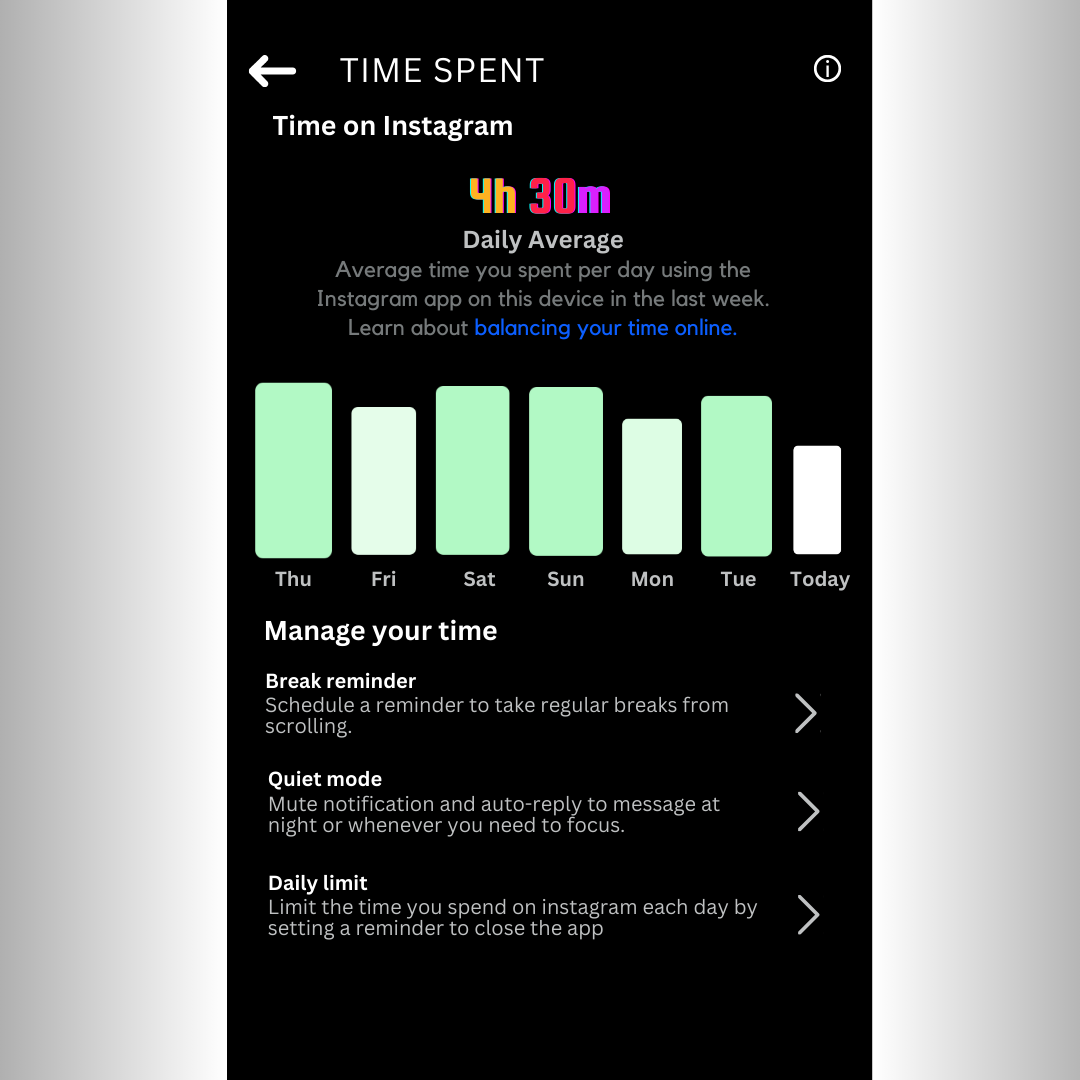 TIME SPENT
Time on Instagram
4h 30m
Daily Average
Average time you spent per day using the
Instagram app on this device in the last week.
Learn about balancing your time online.
Thu Fri Sat Sun Mon Tue Today
Manage your time
Break reminder
Schedule a reminder to take regular breaks from
scrolling.
Quiet mode
Mute notification and auto-reply to message at
night or whenever you need to focus.
Daily limit
Limit the time you spend on instagram each day by
setting a reminder to close the app